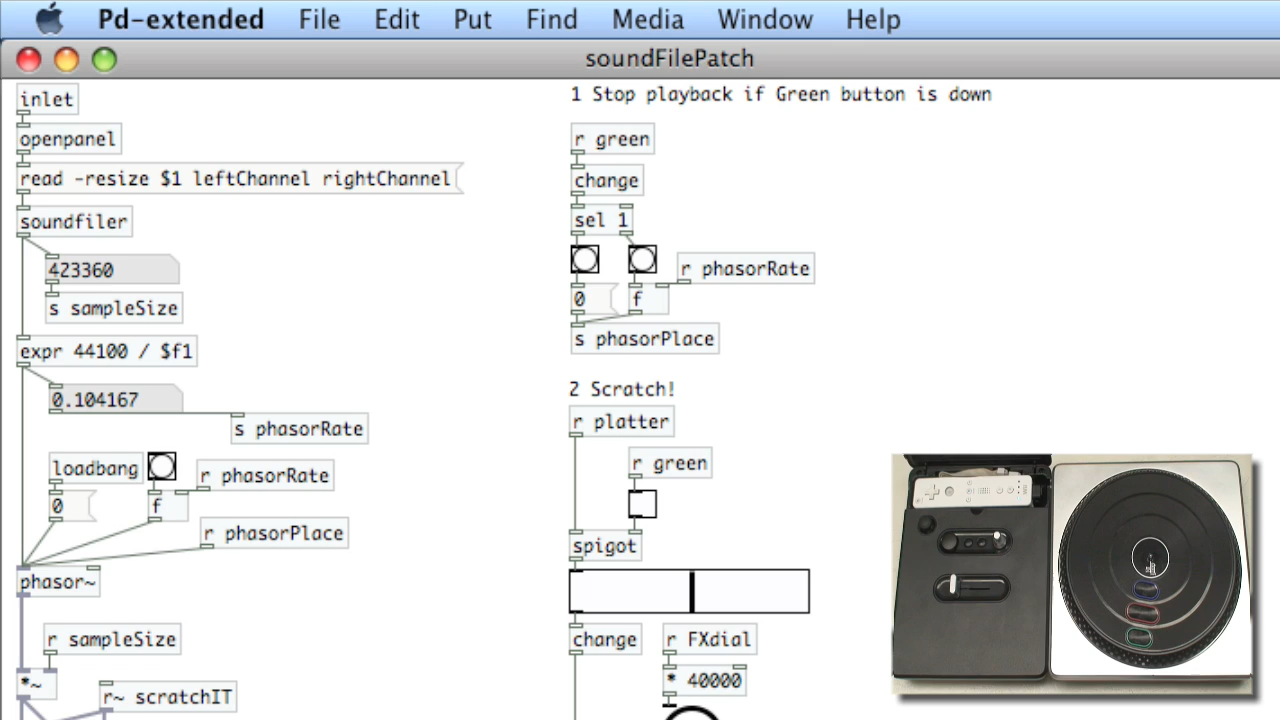 Pd-extended File Edit Put Find Media Window Help
soundFilePatch
inlet
openpanel
read -resize $1 leftChannel rightChannel
soundfiler
423360
s sampleSize
expr 44100 / $f1
0.104167
s phasorRate
loadbang
r phasorRate
0
f
r phasorPlace
phasor~
r sampleSize
*~
r~ scratchIT
1 Stop playback if Green button is down
r green
change
sel 1
r phasorRate
0
f
s phasorPlace
2 Scratch!
r platter
r green
spigot
change
r FXdial
* 40000